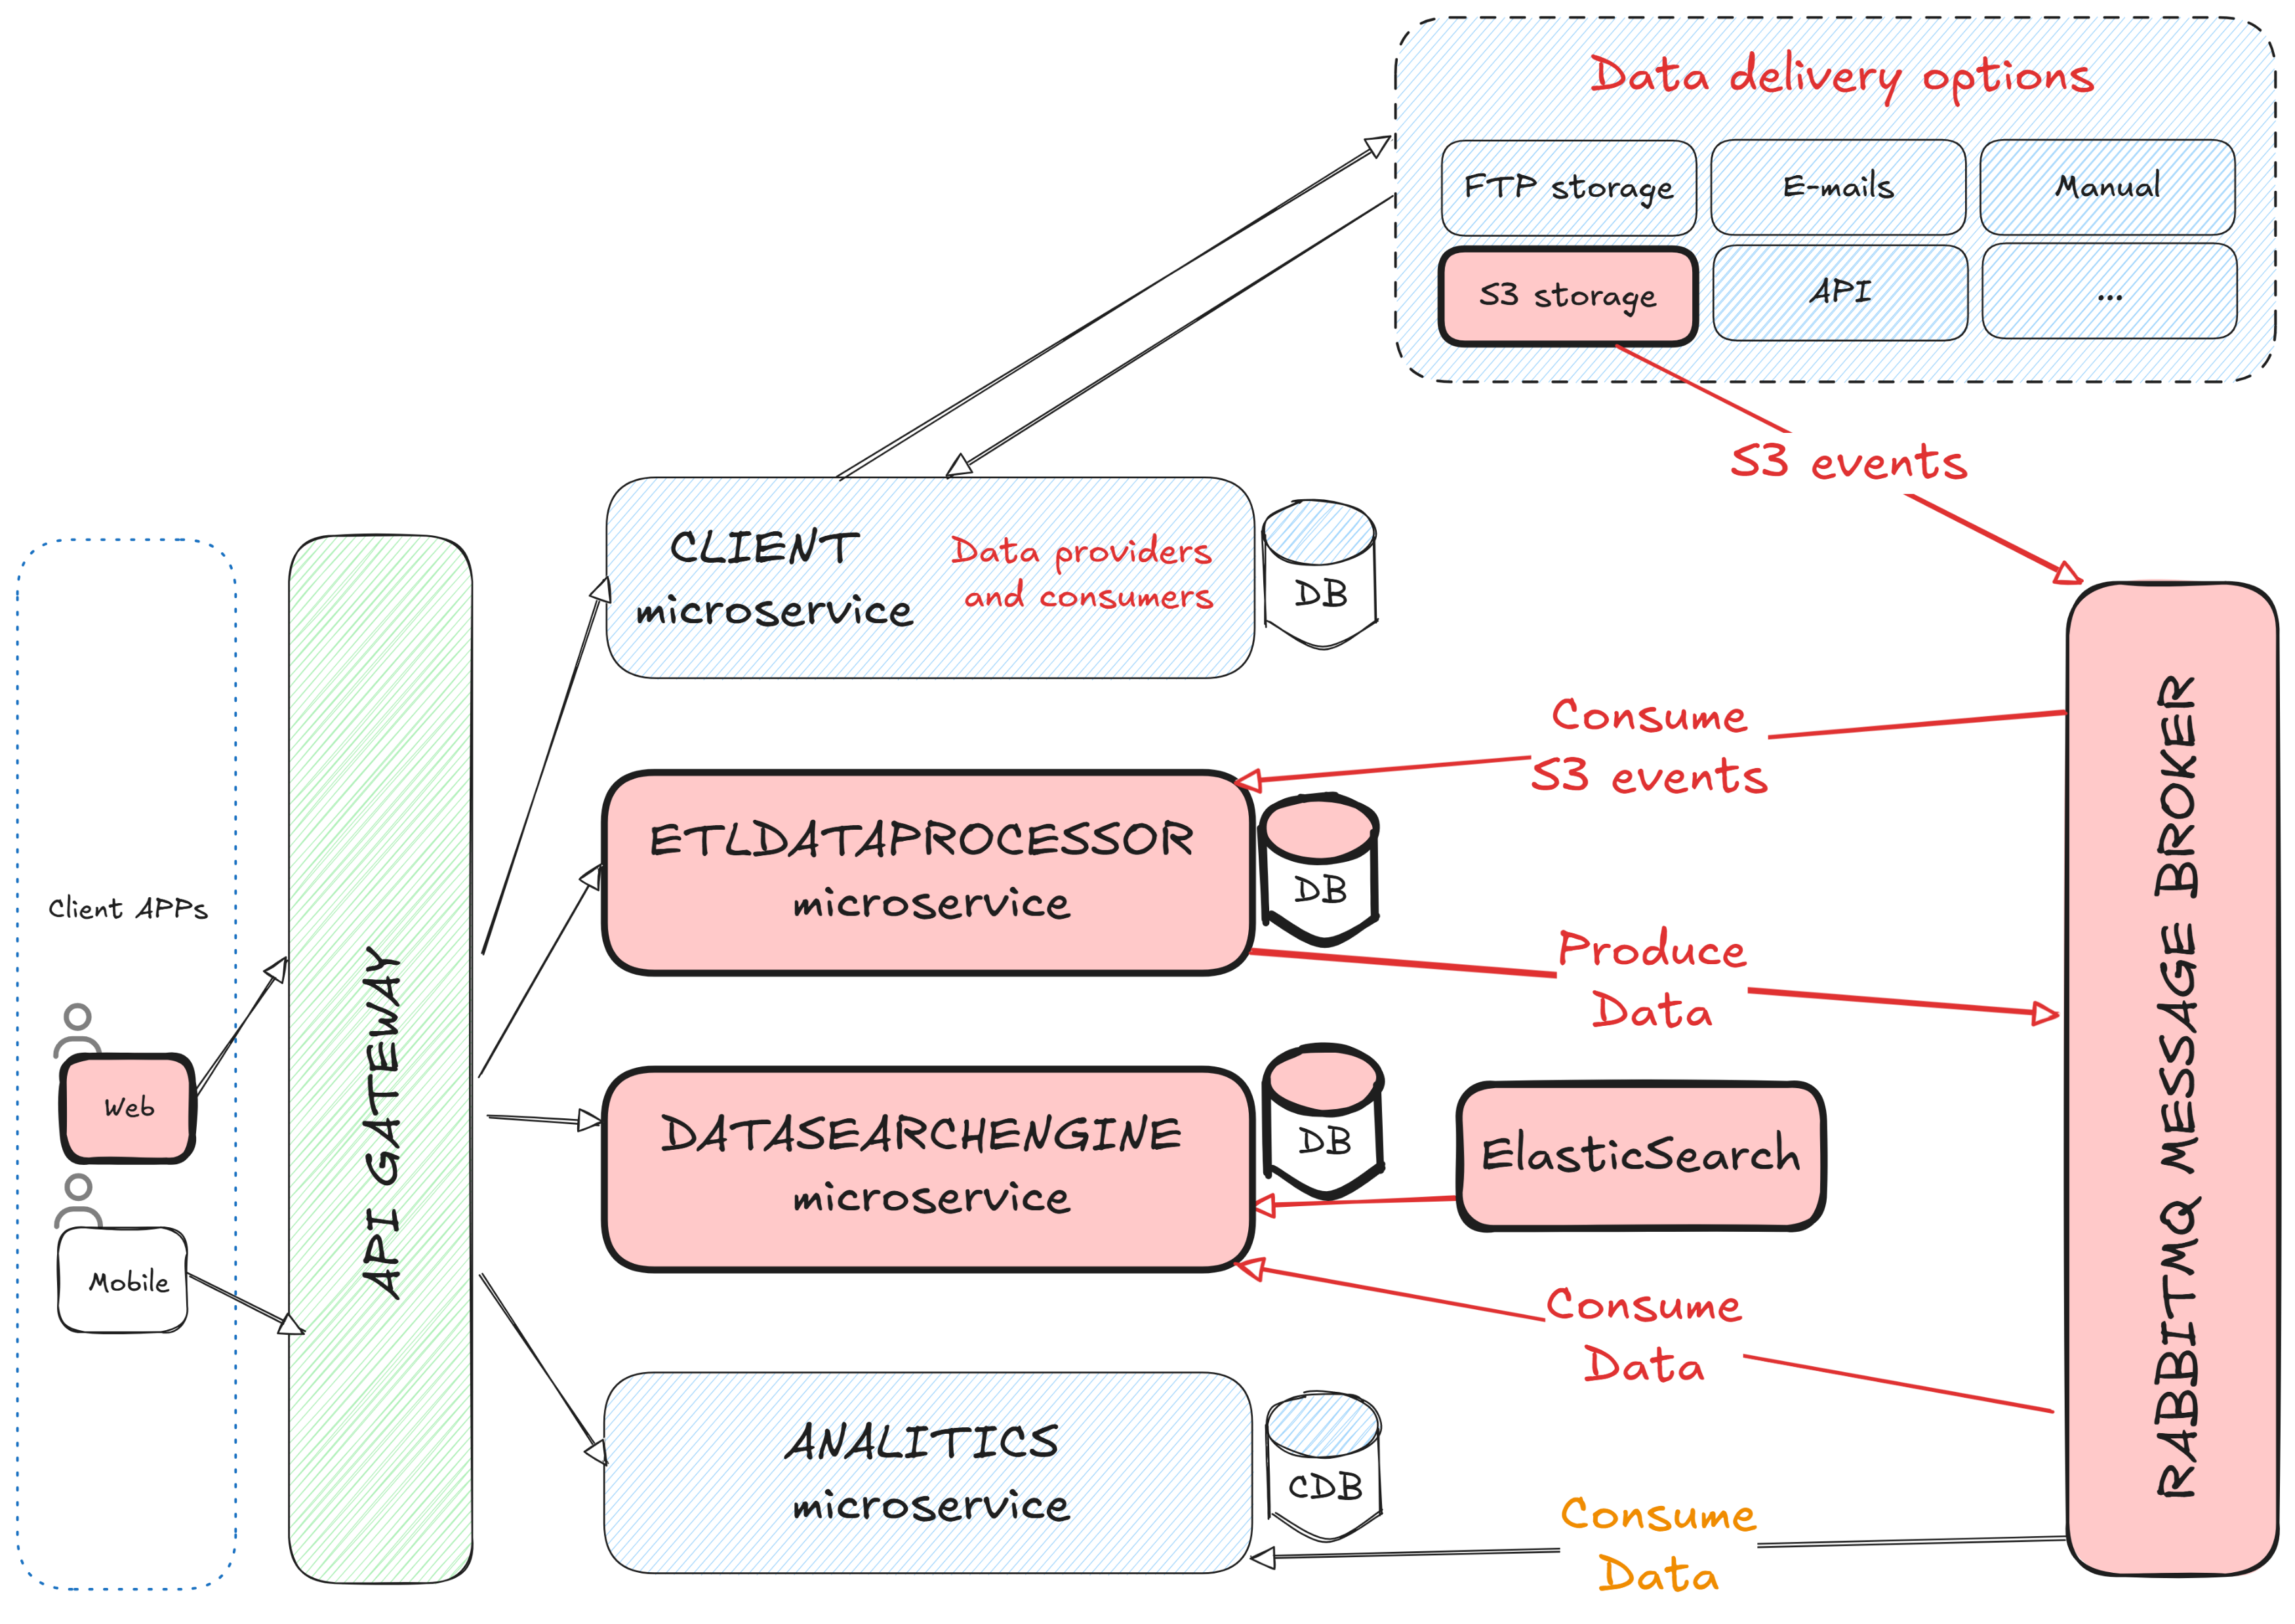 Data delivery options
FTP storage
E-mails
Manual
S3 storage
API
...
S3 events
CLIENT
microservice
Data providers
and consumers
DB
Consume
S3 events
ETLDATAPROCESSOR
microservice
DB
Produce
Data
Client APPs
Web
Mobile
API GATEWAY
DATASEARCHENGINE
microservice
DB
ElasticSearch
Consume
Data
RABBITMQ MESSAGE BROKER
ANALITICS
microservice
CDB
Consume
Data